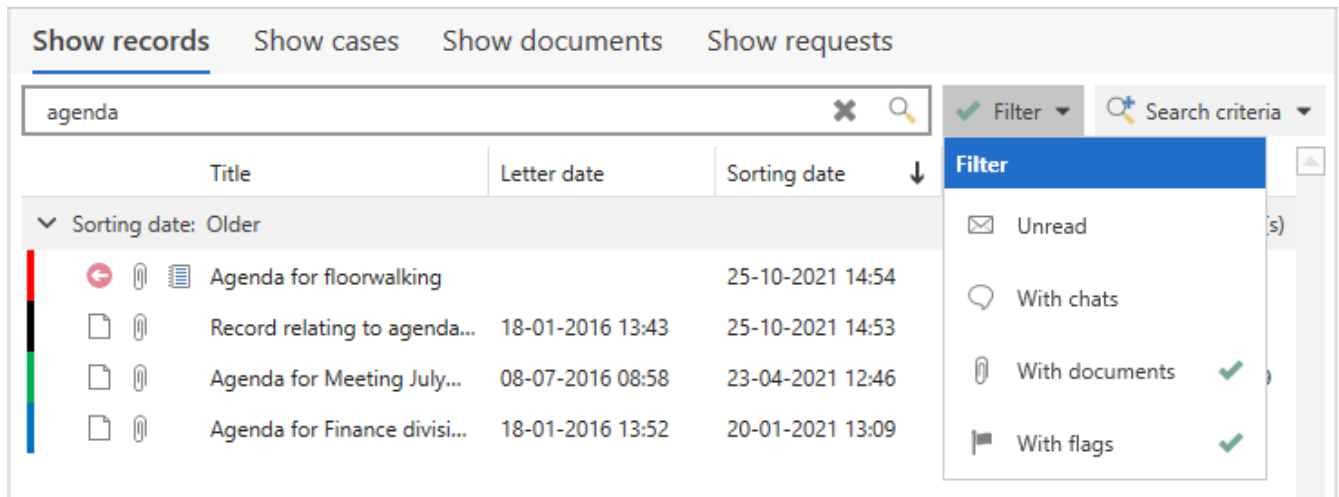 Show records Show cases Show documents Show requests
agenda Filter Search criteria
Title Letter date Sorting date Filter
Sorting date: Older Unread (s)
Agenda for floorwalking 25-10-2021 14:54 With chats
Record relating to agenda... 18-01-2016 13:43 25-10-2021 14:53
Agenda for Meeting July... 08-07-2016 08:58 23-04-2021 12:46 With documents
Agenda for Finance divisi... 18-01-2016 13:52 20-01-2021 13:09 With flags